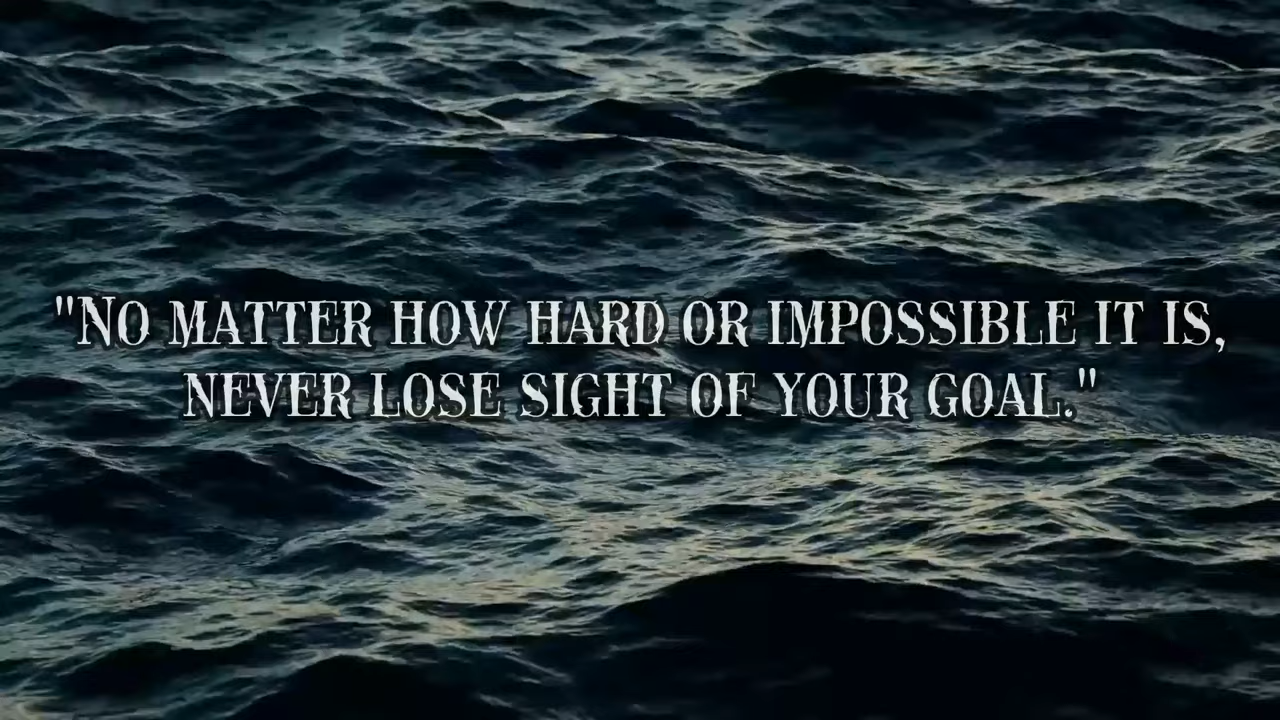 "No matter how hard or impossible it is,
never lose sight of your goal."